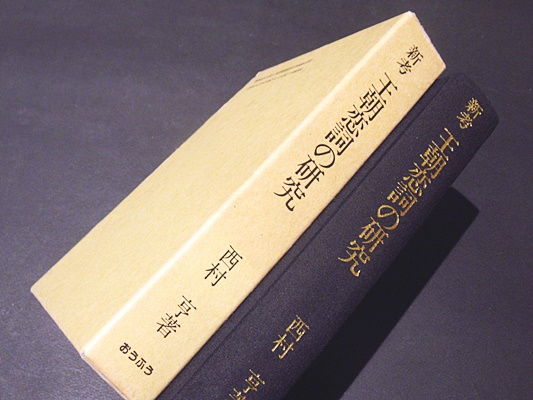 新考
王朝恋詞の研究
西村 亨著
おうふう
新考
王朝恋詞の研究
西村 亨